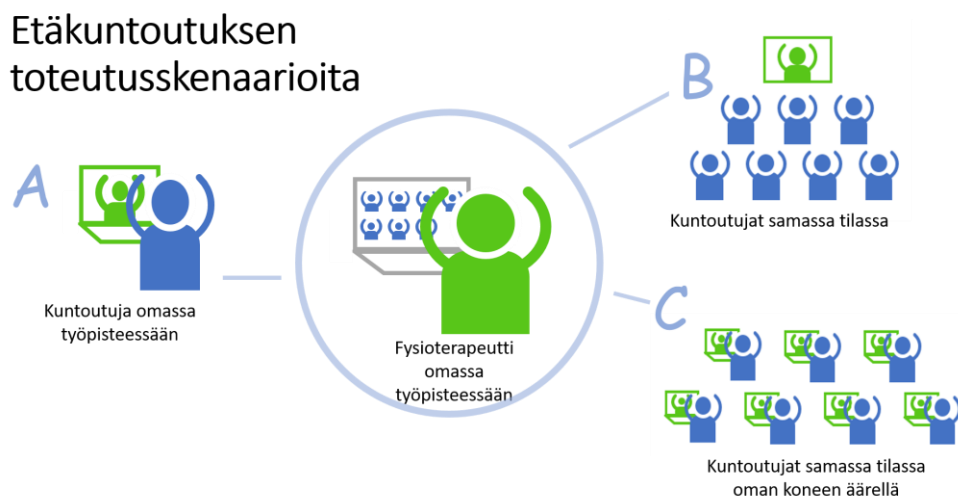 Etäkuntoutuksen
toteutusskenaarioita
A
Kuntoutuja omassa
työpisteessään
Fysioterapeutti
omassa
työpisteessään
B
Kuntoutujat samassa tilassa
C
Kuntoutujat samassa tilassa
oman koneen äärellä